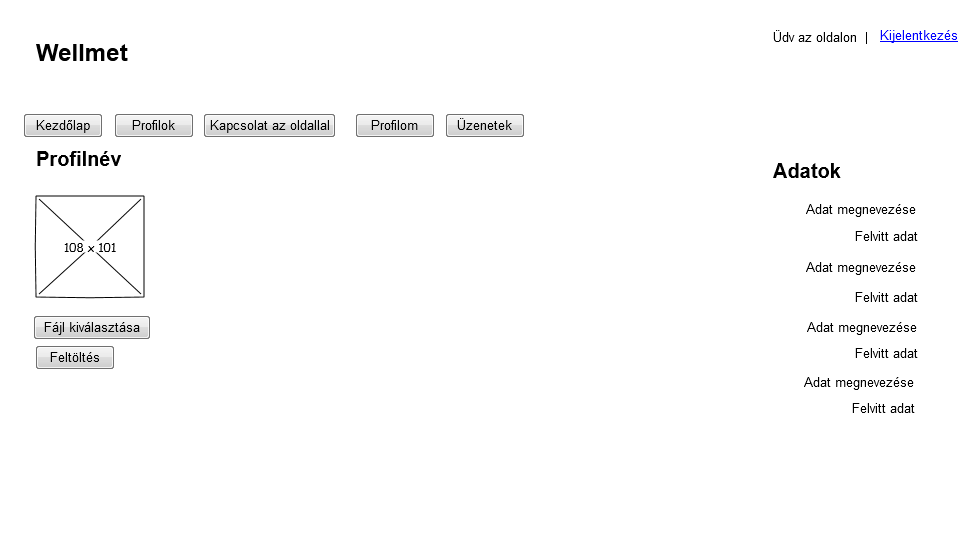 Wellmet
Üdv az oldalon | Kijelentkezés
Kezdőlap Profilok Kapcsolat az oldallal Profilom Üzenetek
Profilnév
108 x 101
Fájl kiválasztása
Feltöltés
Adatok
Adat megnevezése
Felvitt adat
Adat megnevezése
Felvitt adat
Adat megnevezése
Felvitt adat
Adat megnevezése
Felvitt adat